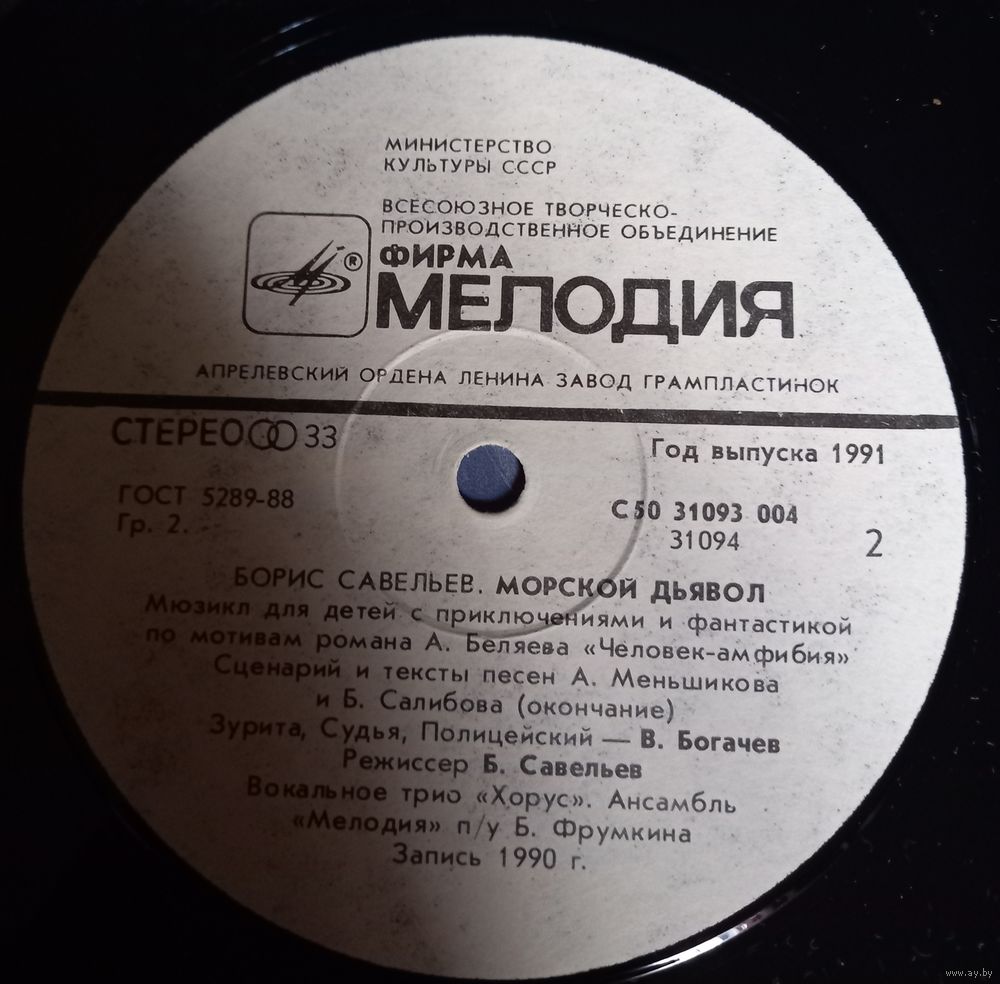 МИНИСТЕРСТВО
КУЛЬТУРЫ СССР
ВСЕСОЮЗНОЕ ТВОРЧЕСКО-
ПРОИЗВОДСТВЕННОЕ ОБЪЕДИНЕНИЕ
ФИРМА
®
МЕЛОДИЯ
АПРЕЛЕВСКИЙ ОРДЕНА ЛЕНИНА ЗАВОД ГРАМПЛАСТИНОК
СТЕРЕО 33
Год выпуска 1991
ГОСТ 5289-88
Гр. 2.
С50 31093 004
31094
2
БОРИС САВЕЛЬЕВ. МОРСКОЙ ДЬЯВОЛ
Мюзикл для детей с приключениями и фантастикой
по мотивам романа А. Беляева «Человек-амфибия»
Сценарий и тексты песен А. Меньшикова
и Б. Салибова (окончание)
Зурита, Судья, Полицейский — В. Богачев
Режиссер Б. Савельев
Вокальное трио «Хорус». Ансамбль
«Мелодия» п/у Б. Фрумкина
Запись 1990 г.
www.ay.by